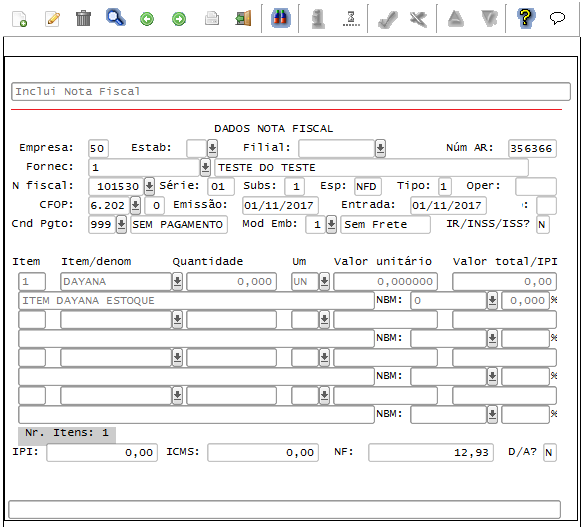 Inclui Nota Fiscal
DADOS NOTA FISCAL
Empresa: 50 Estab: Filial: Núm AR: 356366
Fornec: 1 TESTE DO TESTE
N fiscal: 101530 Série: 01 Subs: 1 Esp: NFD Tipo: 1 Oper:
CFOP: 6.202 0 Emissão: 01/11/2017 Entrada: 01/11/2017 :
Cnd Pgto: 999 SEM PAGAMENTO Mod Emb: 1 Sem Frete IR/INSS/ISS? N
Item Item/denom Quantidade Um Valor unitário Valor total/IPI
1 DAYANA 0,000 UN 0,000000 0,00
ITEM DAYANA ESTOQUE NBM: 0 0,000 %
NBM: %
NBM: %
NBM: %
Nr. Itens: 1
IPI: 0,00 ICMS: 0,00 NF: 12,93 D/A? N